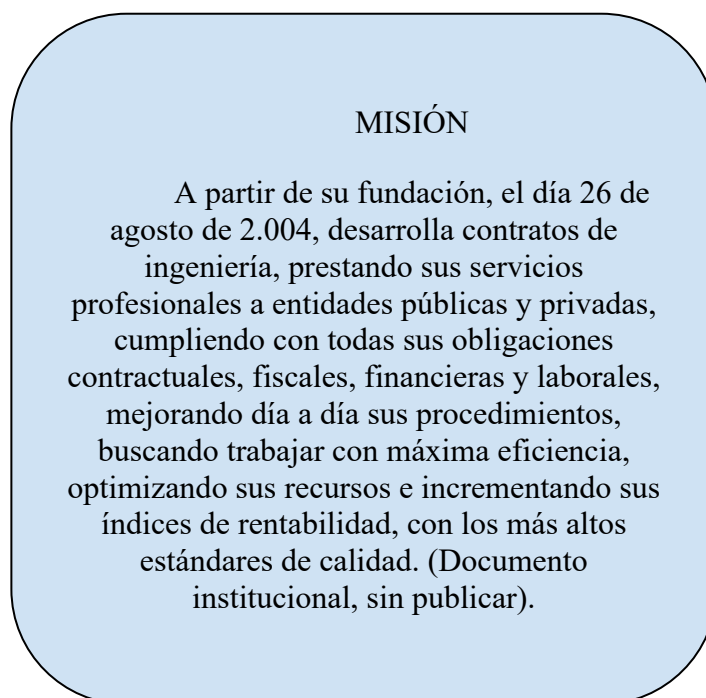 MISIÓN
A partir de su fundación, el día 26 de
agosto de 2.004, desarrolla contratos de
ingeniería, prestando sus servicios
profesionales a entidades públicas y privadas,
cumpliendo con todas sus obligaciones
contractuales, fiscales, financieras y laborales,
mejorando día a día sus procedimientos,
buscando trabajar con máxima eficiencia,
optimizando sus recursos e incrementando sus
índices de rentabilidad, con los más altos
estándares de calidad. (Documento
institucional, sin publicar).